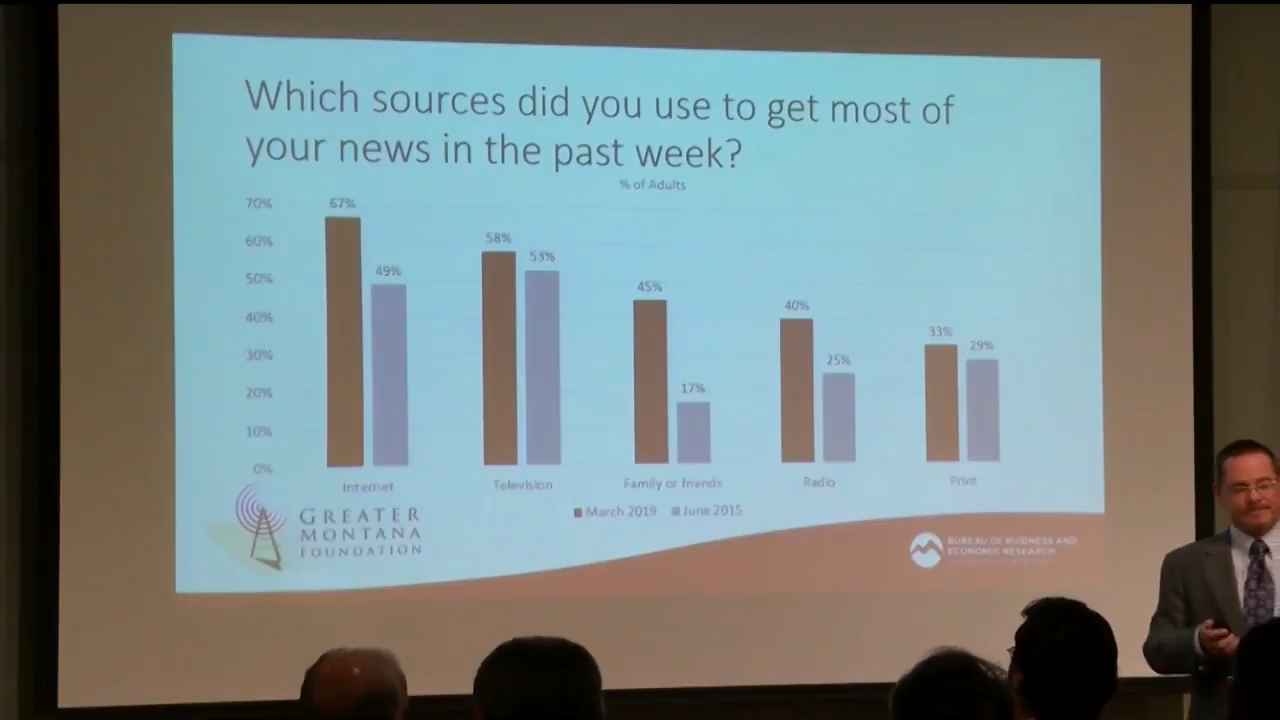 Which sources did you use to get most of
your news in the past week?
% of Adults
70%
60%
50%
40%
30%
20%
10%
0%
67%
49%
58%
53%
45%
17%
40%
25%
33%
29%
Internet
Television
Family or friends
Radio
Print
March 2019
June 2015
GREATER
MONTANA
FOUNDATION
BUREAU OF BUSINESS AND
ECONOMIC RESEARCH